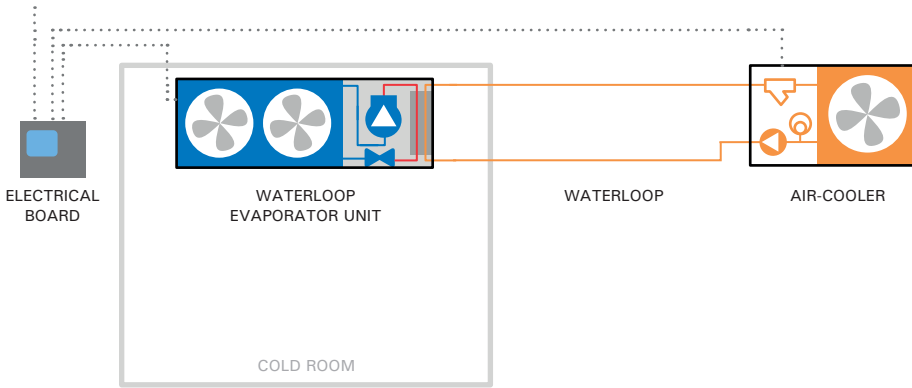 ELECTRICAL
BOARD
WATERLOOP
EVAPORATOR UNIT
WATERLOOP
AIR-COOLER
COLD ROOM